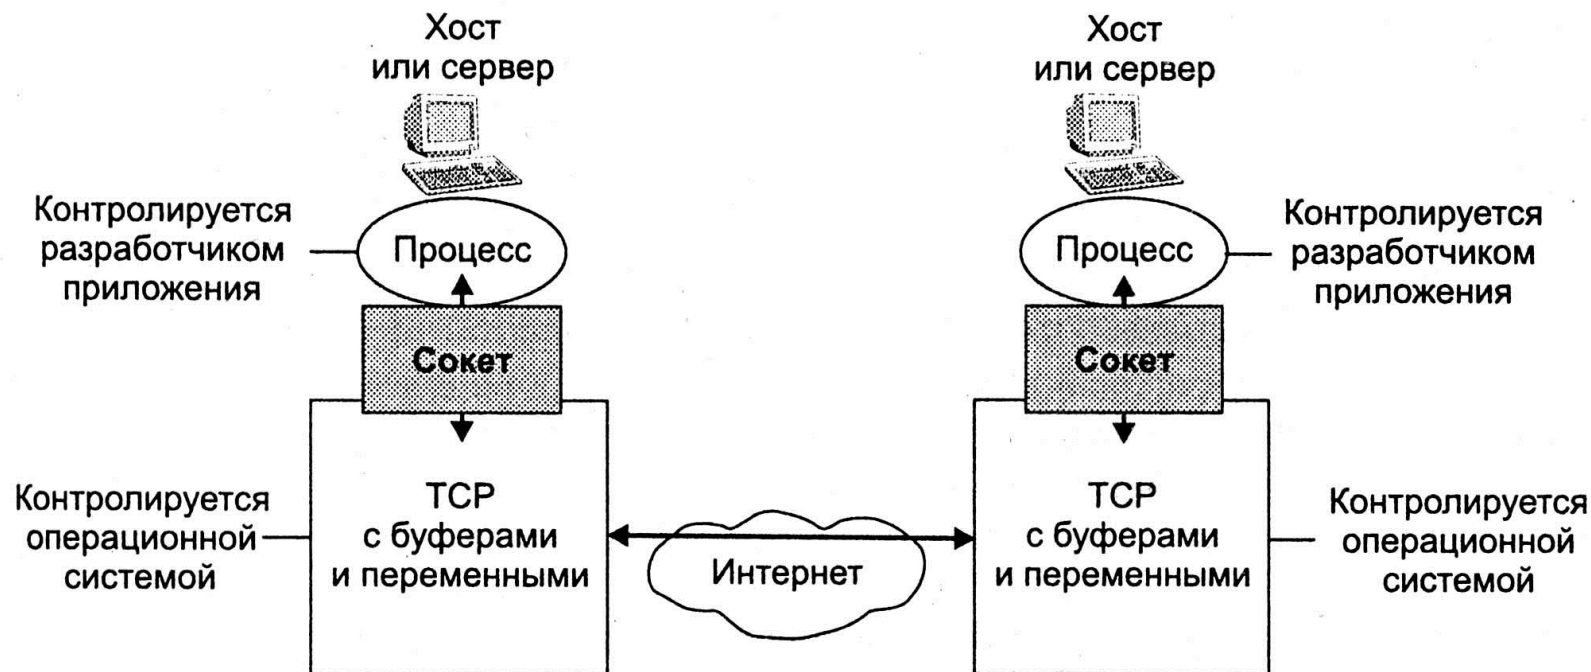 Хост
или сервер
Хост
или сервер
Контролируется
разработчиком
приложения
Процесс
Процесс
Контролируется
разработчиком
приложения
Сокет
Сокет
Контролируется
операционной
системой
TCP
с буферами
и переменными
Интернет
TCP
с буферами
и переменными
Контролируется
операционной
системой